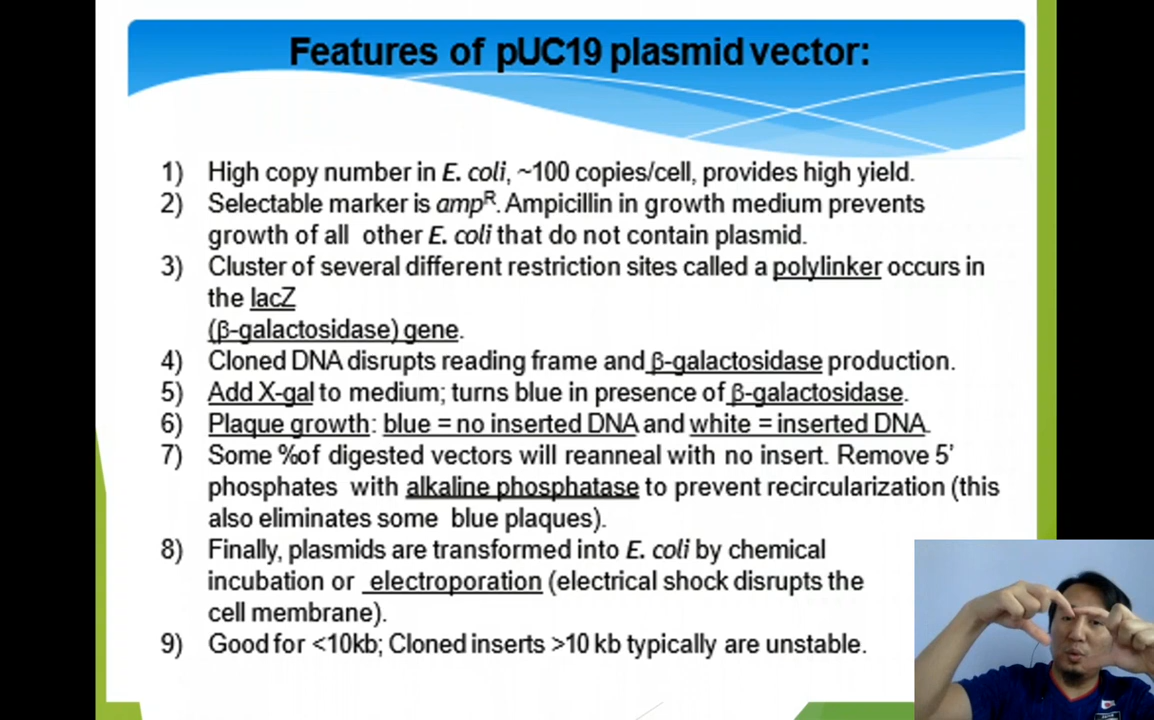 Features of pUC19 plasmid vector:
1) High copy number in E. coli, ~100 copies/cell, provides high yield.
2) Selectable marker is ampᴿ. Ampicillin in growth medium prevents
growth of all other E. coli that do not contain plasmid.
3) Cluster of several different restriction sites called a polylinker occurs in
the lacZ
(β-galactosidase) gene.
4) Cloned DNA disrupts reading frame and β-galactosidase production.
5) Add X-gal to medium; turns blue in presence of β-galactosidase.
6) Plaque growth: blue = no inserted DNA and white = inserted DNA.
7) Some %of digested vectors will reanneal with no insert. Remove 5’
phosphates with alkaline phosphatase to prevent recircularization (this
also eliminates some blue plaques).
8) Finally, plasmids are transformed into E. coli by chemical
incubation or electroporation (electrical shock disrupts the
cell membrane).
9) Good for <10kb; Cloned inserts >10 kb typically are unstable.